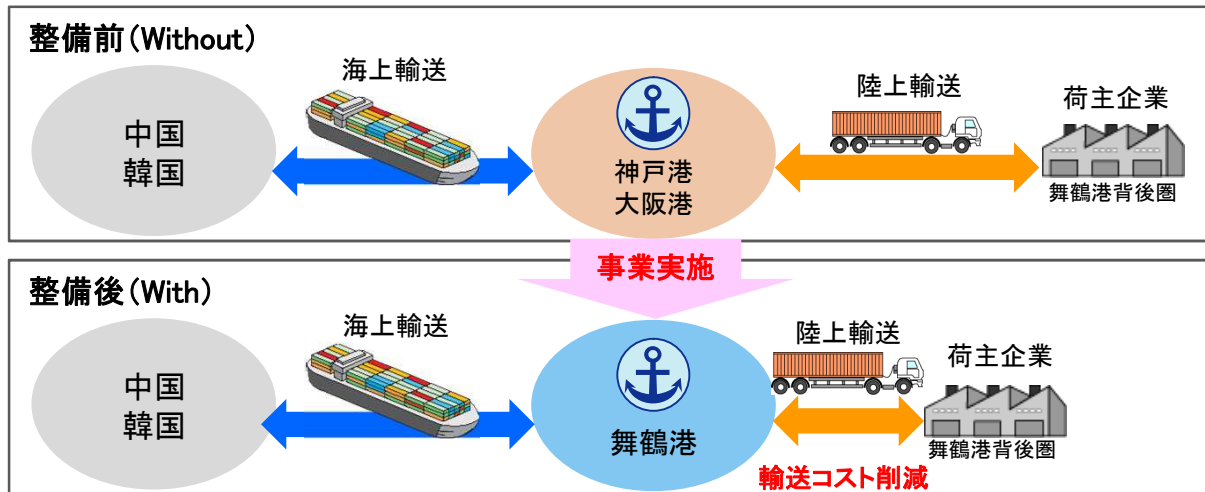 整備前(Without)
海上輸送
陸上輸送
荷主企業
中国
韓国
神戸港
大阪港
舞鶴港背後圏
事業実施
整備後(With)
海上輸送
陸上輸送
荷主企業
中国
韓国
舞鶴港
舞鶴港背後圏
輸送コスト削減